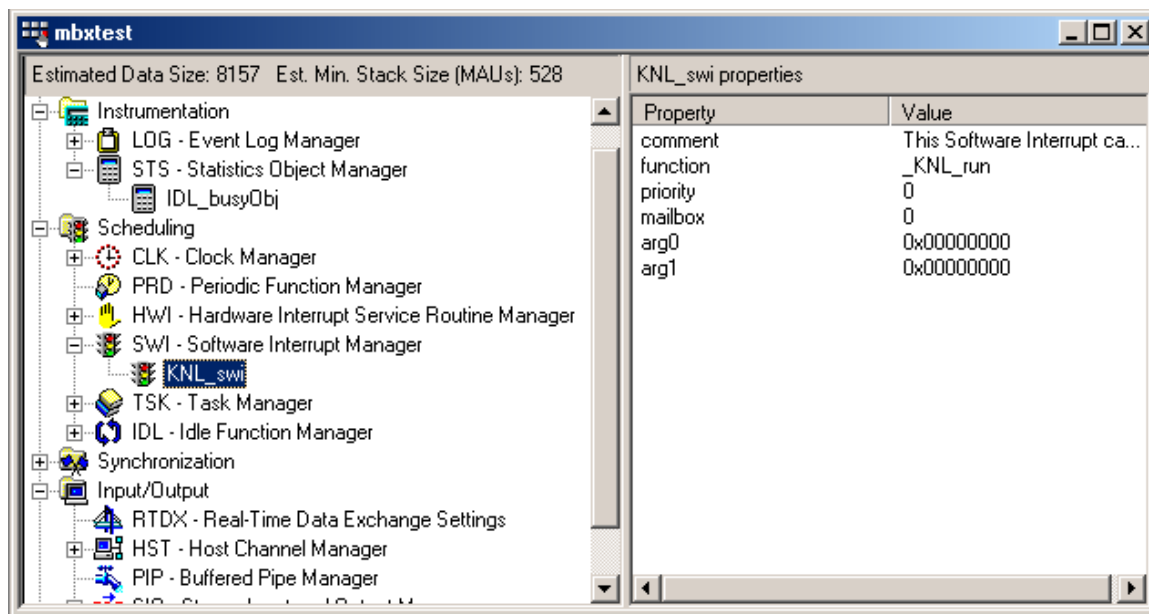 mbxtest
Estimated Data Size: 8157 Est. Min. Stack Size (MAUs): 528
Instrumentation
LOG - Event Log Manager
STS - Statistics Object Manager
IDL_busyObj
Scheduling
CLK - Clock Manager
PRD - Periodic Function Manager
HWI - Hardware Interrupt Service Routine Manager
SWI - Software Interrupt Manager
KNL_swi
TSK - Task Manager
IDL - Idle Function Manager
Synchronization
Input/Output
RTDX - Real-Time Data Exchange Settings
HST - Host Channel Manager
PIP - Buffered Pipe Manager
KNL_swi properties
Property Value
comment This Software Interrupt ca...
function _KNL_run
priority 0
mailbox 0
arg0 0x00000000
arg1 0x00000000